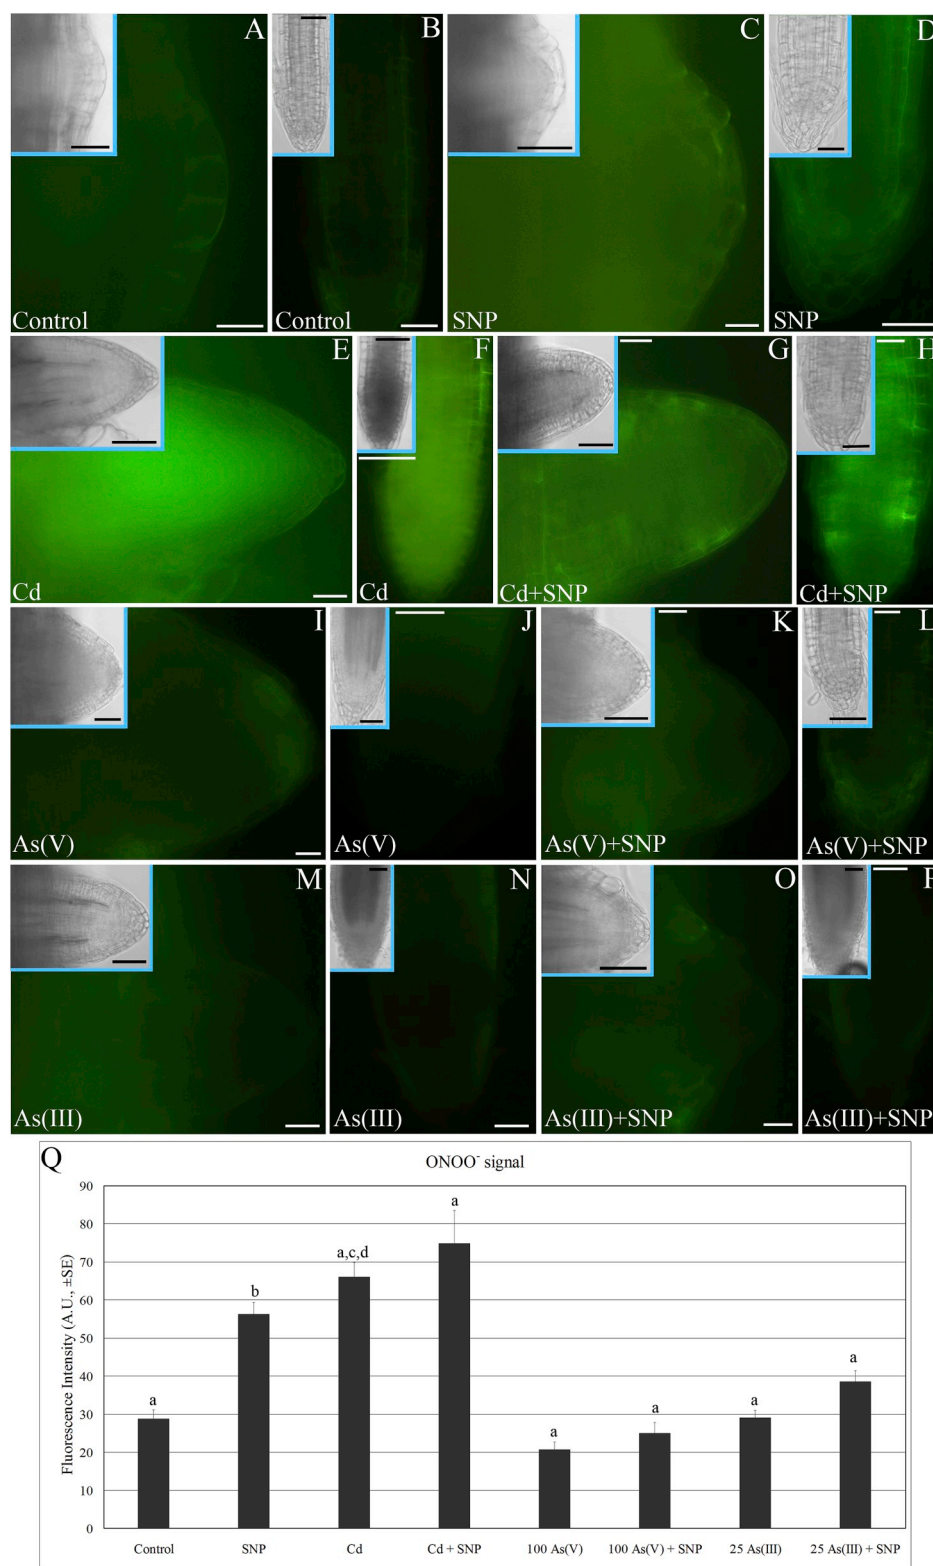 A B C D
Control Control SNP SNP
E F G H
Cd Cd Cd+SNP Cd+SNP
I J K L
As(V) As(V) As(V)+SNP As(V)+SNP
M N O P
As(III) As(III) As(III)+SNP As(III)+SNP
Q
ONOO⁻ signal
Fluorescence Intensity (A.U., ±SE)
90
80
70
60
50
40
30
20
10
0
a b a,c,d a a a a a
Control SNP Cd Cd + SNP 100 As(V) 100 As(V) + SNP 25 As(III) 25 As(III) + SNP